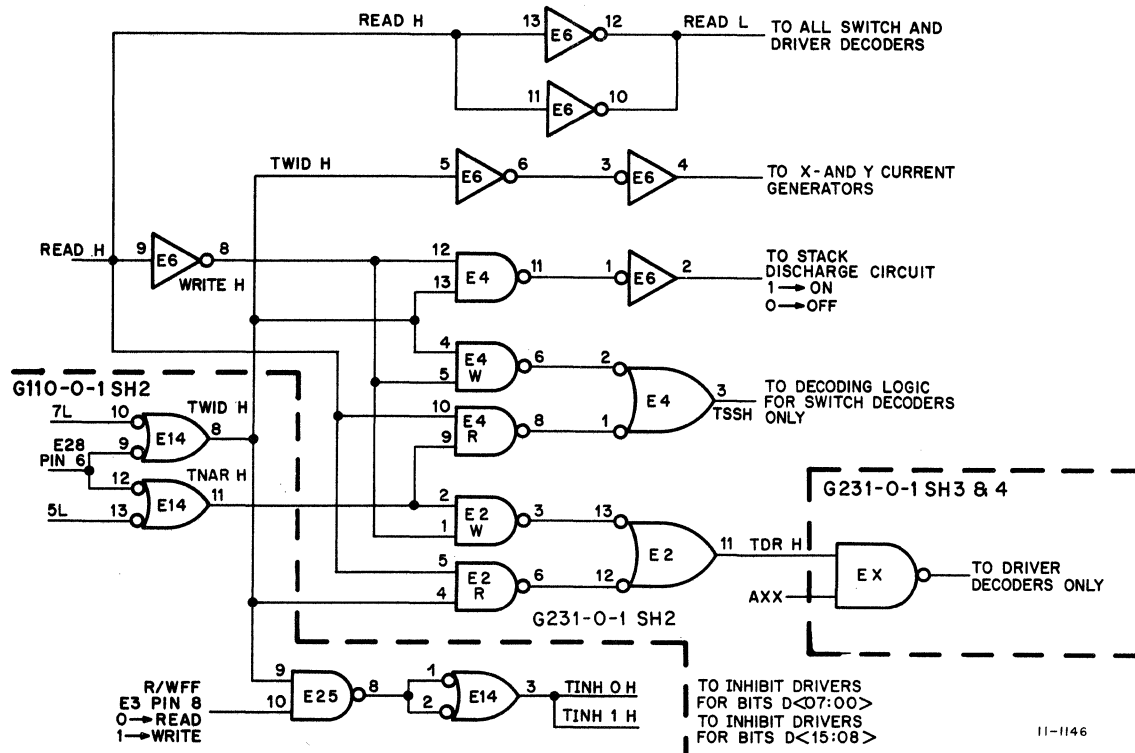 READ H
13
E6
12
READ L
TO ALL SWITCH AND
DRIVER DECODERS
11
E6
10
TWID H
5
E6
6
3
E6
4
TO X-AND Y CURRENT
GENERATORS
READ H
9
E6
8
WRITE H
12
13
E4
11
1
E6
2
TO STACK
DISCHARGE CIRCUIT
1→ON
0→OFF
4
5
E4
W
6
2
10
9
E4
R
8
1
E4
3
TSSH
TO DECODING LOGIC
FOR SWITCH DECODERS
ONLY
G110-0-1 SH2
7L
10
E14
TWID H
8
E28
PIN 6
9
12
E14
TNAR H
11
5L
13
2
1
E2
W
3
13
5
4
E2
R
6
12
E2
11
TDR H
G231-0-1 SH2
G231-0-1 SH3 & 4
AXX
EX
TO DRIVER
DECODERS ONLY
R/WFF
E3 PIN 8
0→READ
1→WRITE
9
10
E25
8
1
2
E14
3
TINH 0 H
TINH 1 H
TO INHIBIT DRIVERS
FOR BITS D<07:00>
TO INHIBIT DRIVERS
FOR BITS D<15:08>
11-1146